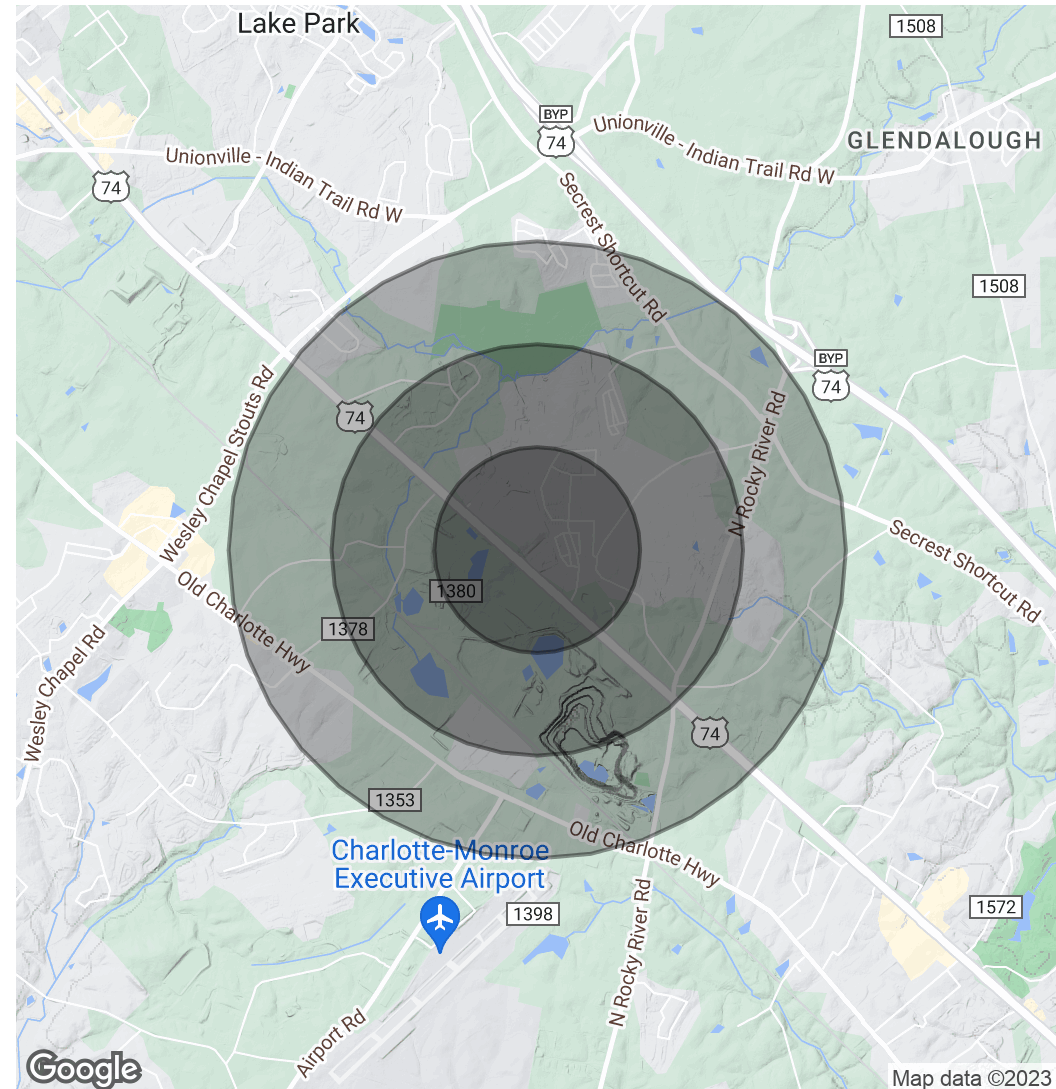 Lake Park
1508
BYP
74
Unionville - Indian Trail Rd W
GLENDALOUGH
Unionville - Indian Trail Rd W
74
Secrest Shortcut Rd
1508
BYP
74
Wesley Chapel Stouts Rd
74
N Rocky River Rd
Secrest Shortcut Rd
1380
Old Charlotte Hwy
1378
Wesley Chapel Rd
74
1353
Old Charlotte Hwy
Charlotte-Monroe
Executive Airport
1398
1572
N Rocky River Rd
Airport Rd
Google
Map data ©2023